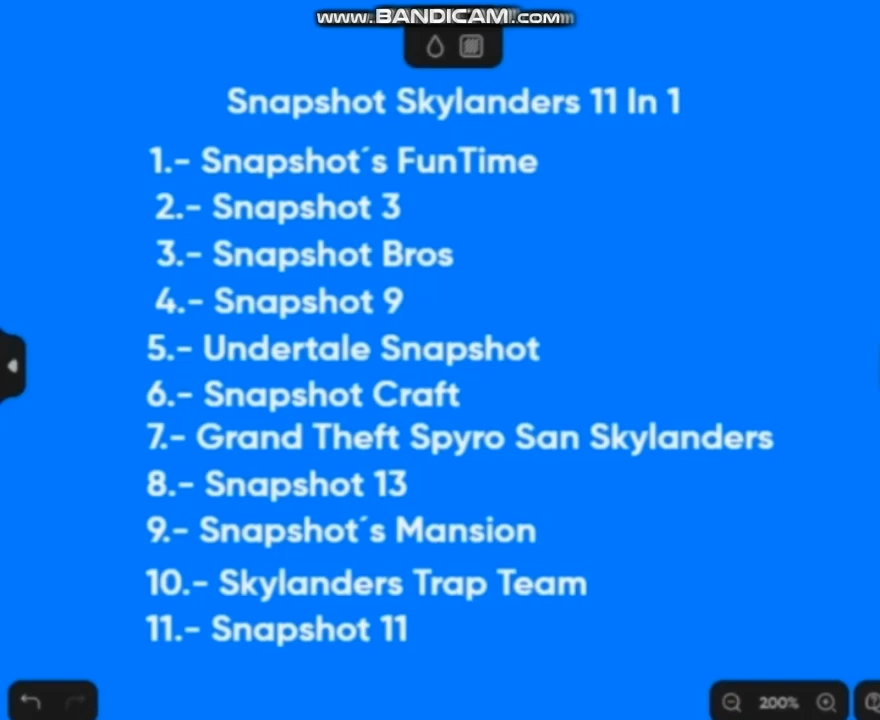 www.BANDICAM.com
Snapshot Skylanders 11 In 1
1.- Snapshot´s FunTime
2.- Snapshot 3
3.- Snapshot Bros
4.- Snapshot 9
5.- Undertale Snapshot
6.- Snapshot Craft
7.- Grand Theft Spyro San Skylanders
8.- Snapshot 13
9.- Snapshot´s Mansion
10.- Skylanders Trap Team
11.- Snapshot 11
200%